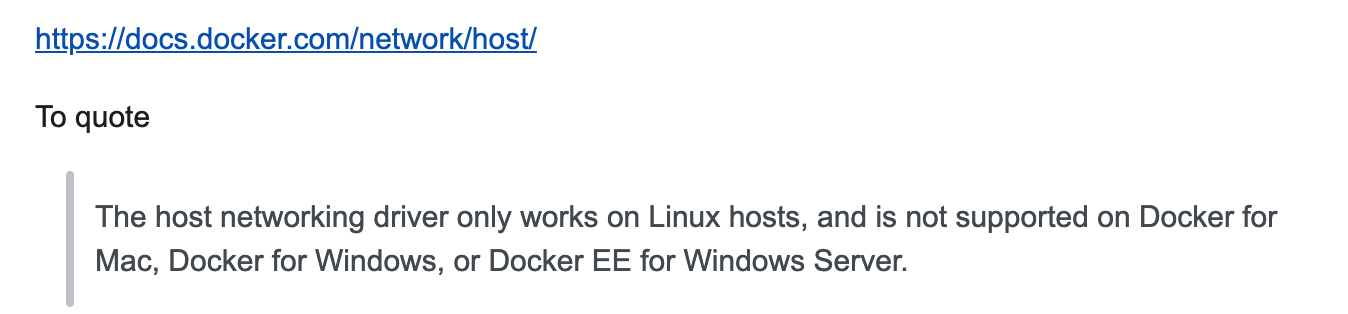 https://docs.docker.com/network/host/
To quote
The host networking driver only works on Linux hosts, and is not supported on Docker for
Mac, Docker for Windows, or Docker EE for Windows Server.